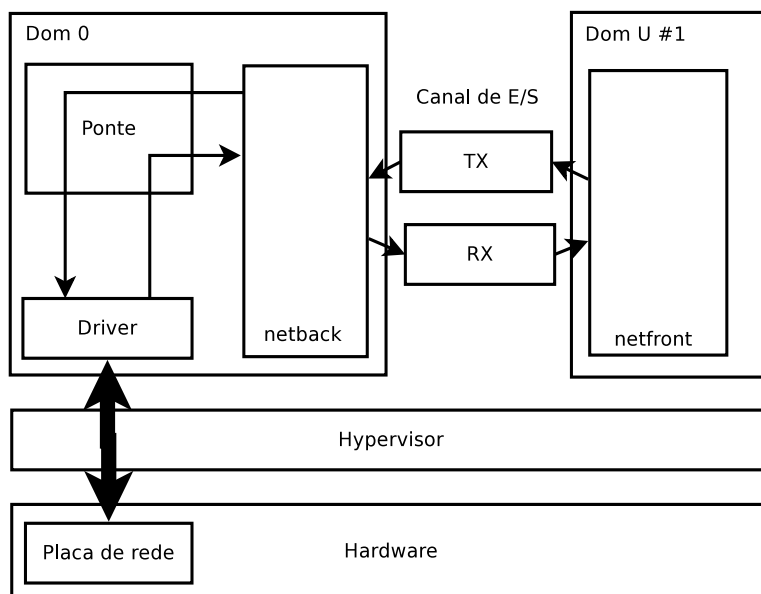 Dom 0
Dom U #1
Ponte
Canal de E/S
TX
RX
Driver
netback
netfront
Hypervisor
Placa de rede
Hardware